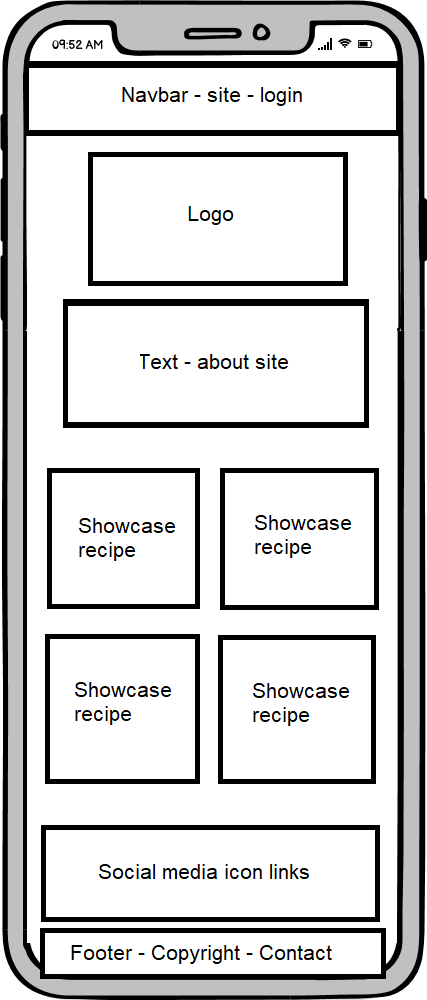 09:52 AM
Navbar - site - login
Logo
Text - about site
Showcase
recipe
Showcase
recipe
Showcase
recipe
Showcase
recipe
Social media icon links
Footer - Copyright - Contact